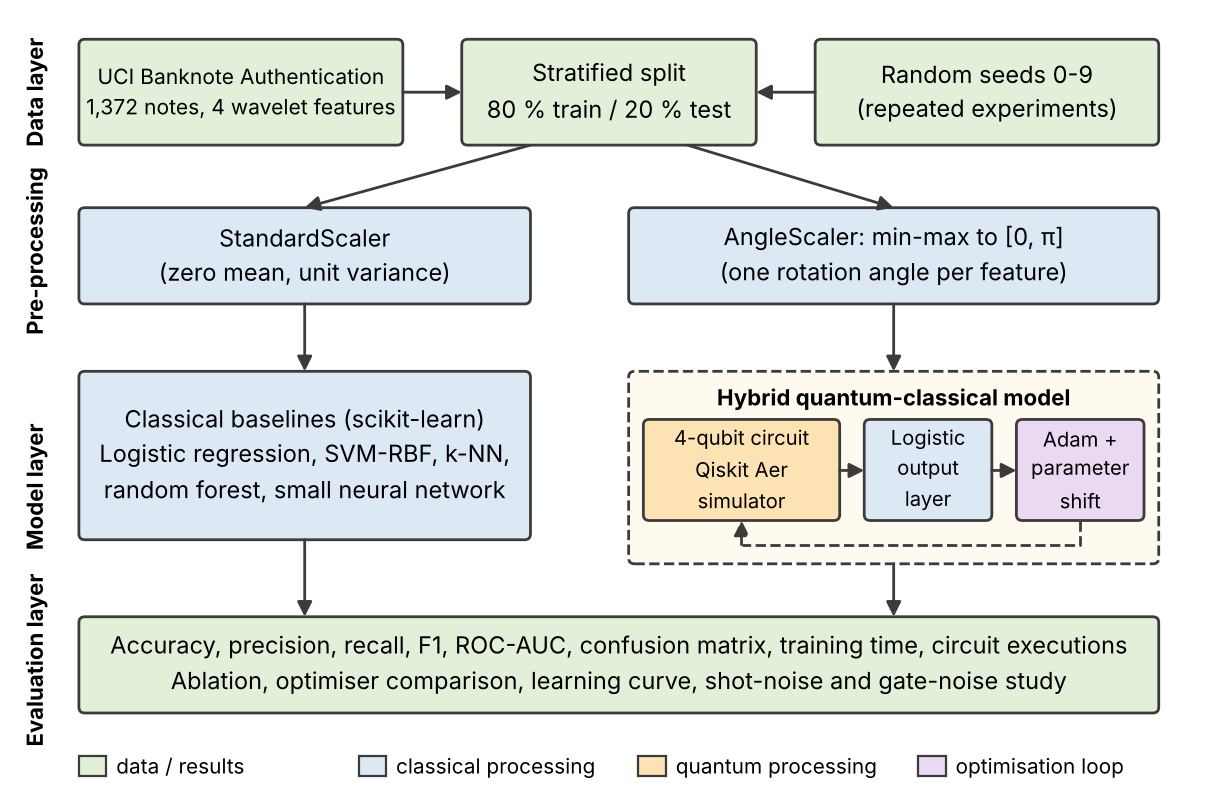 Data layer
UCI Banknote Authentication
1,372 notes, 4 wavelet features
Stratified split
80 % train / 20 % test
Random seeds 0-9
(repeated experiments)
Pre-processing
StandardScaler
(zero mean, unit variance)
AngleScaler: min-max to [0, π]
(one rotation angle per feature)
Model layer
Classical baselines (scikit-learn)
Logistic regression, SVM-RBF, k-NN,
random forest, small neural network
Hybrid quantum-classical model
4-qubit circuit
Qiskit Aer
simulator
Logistic
output
layer
Adam +
parameter
shift
Evaluation layer
Accuracy, precision, recall, F1, ROC-AUC, confusion matrix, training time, circuit executions
Ablation, optimiser comparison, learning curve, shot-noise and gate-noise study
data / results
classical processing
quantum processing
optimisation loop